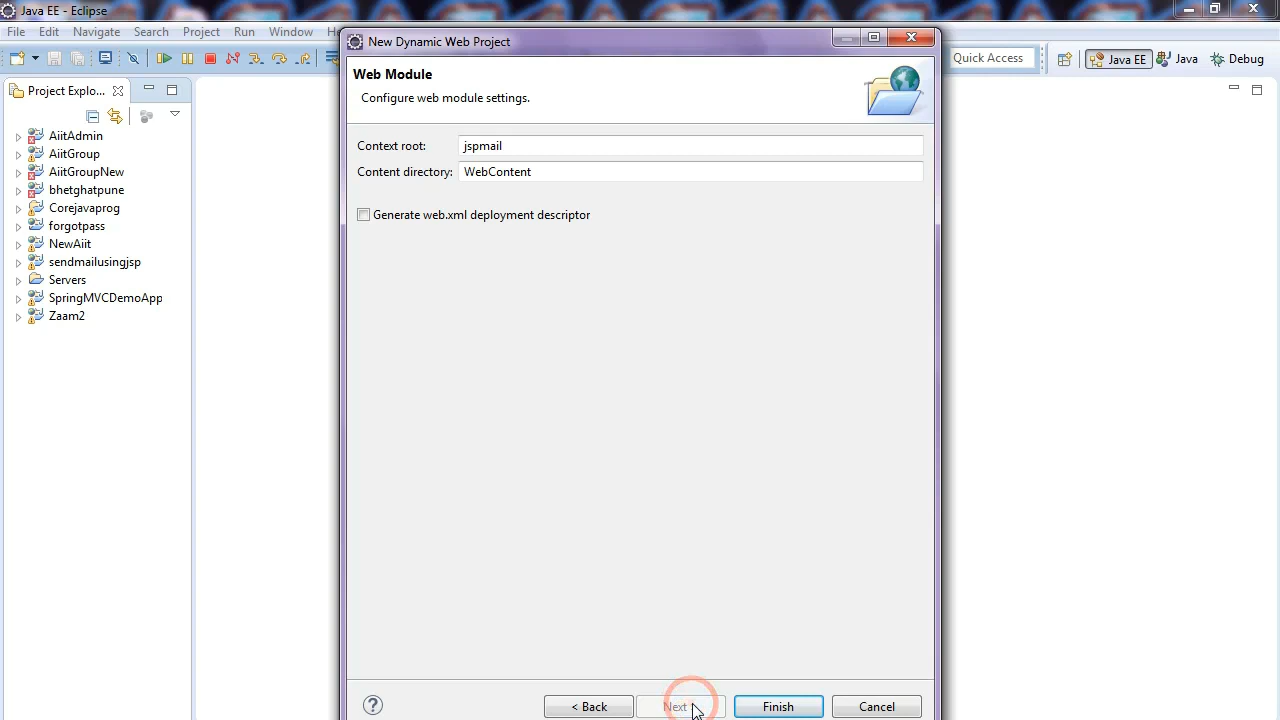 Java EE - Eclipse
File Edit Navigate Search Project Run Window
New Dynamic Web Project
Quick Access
Java EE
Java
Debug
Project Explo...
AiitAdmin
AiitGroup
AiitGroupNew
bhetghatpune
Corejavaprog
forgotpass
NewAiit
sendmailusingjsp
Servers
SpringMVCDemoApp
Zaam2
Web Module
Configure web module settings.
Context root: jspmail
Content directory: WebContent
Generate web.xml deployment descriptor
< Back Next Finish Cancel